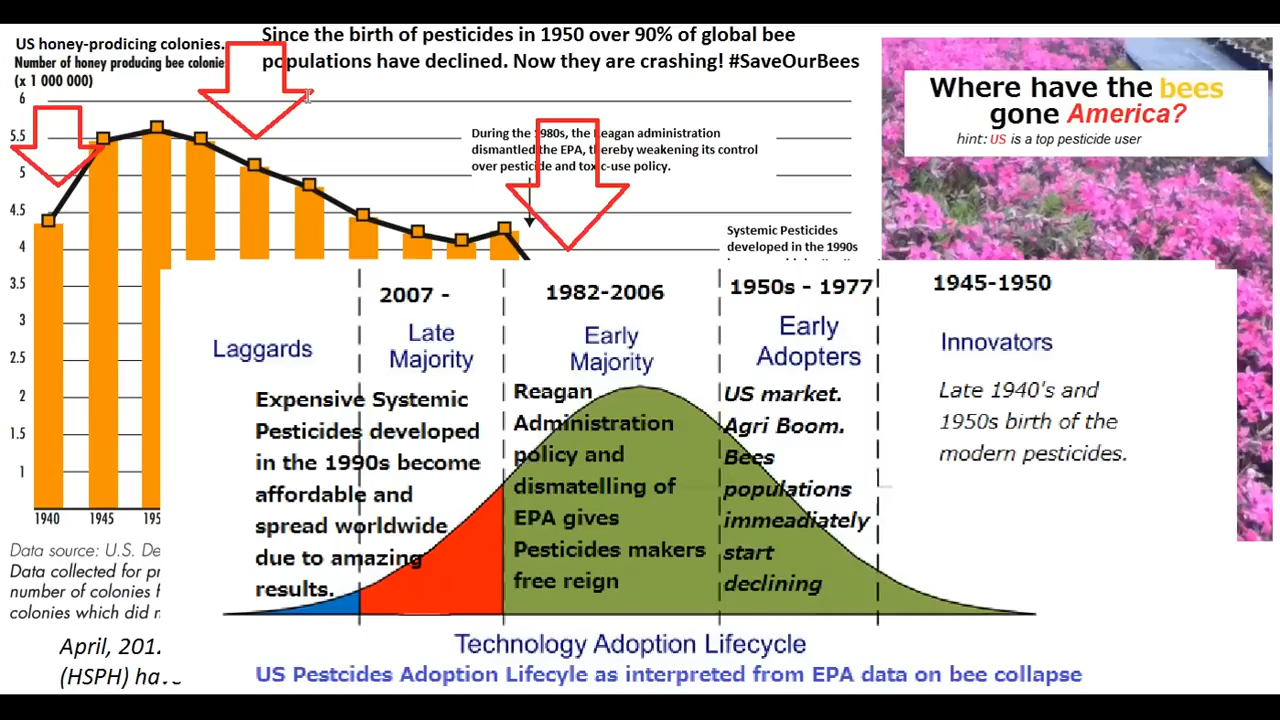 Since the birth of pesticides in 1950 over 90% of global bee
populations have declined. Now they are crashing! #SaveOurBees
US honey-prodicing colonies.
Number of honey producing bee colonie
(x 1 000 000)
6
5.5
5
4.5
4
3.5
3
2.5
2
1.5
1
1940
1945
195
During the 1980s, the Reagan administration
dismantled the EPA, thereby weakening its control
over pesticide and toxic-use policy.
Systemic Pesticides
developed in the 1990s
Where have the bees
gone America?
hint: US is a top pesticide user
2007 -
1982-2006
1950s - 1977
1945-1950
Laggards
Late
Majority
Early
Majority
Early
Adopters
Innovators
Expensive Systemic
Pesticides developed
in the 1990s become
affordable and
spread worldwide
due to amazing
results.
Reagan
Administration
policy and
dismatelling of
EPA gives
Pesticides makers
free reign
US market.
Agri Boom.
Bees
populations
immeadiately
start
declining
Late 1940's and
1950s birth of the
modern pesticides.
Technology Adoption Lifecycle
US Pestcides Adoption Lifecyle as interpreted from EPA data on bee collapse
Data source: U.S. De
Data collected for pr
number of colonies
colonies which did
April, 201
(HSPH)